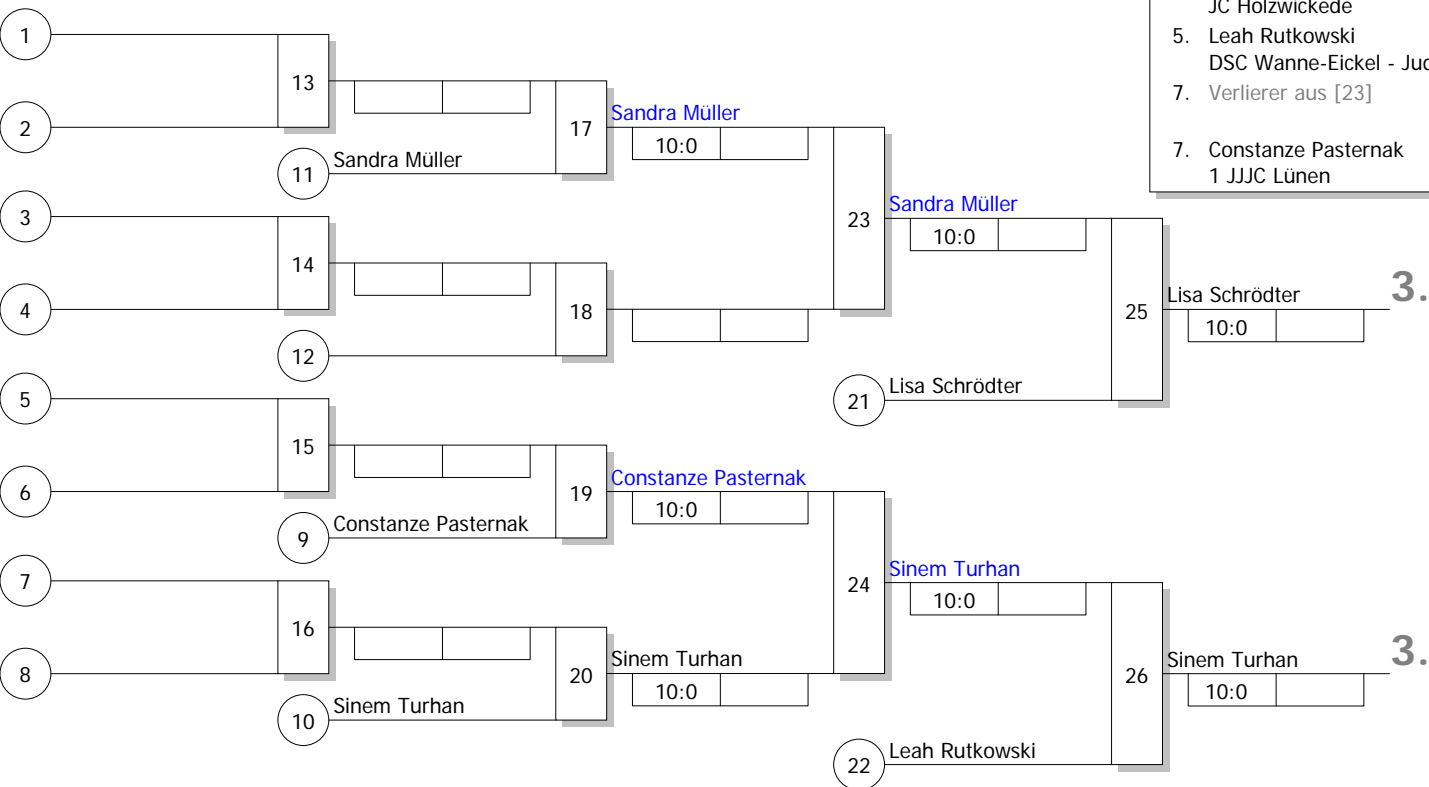 JC Holzwickede
1
5. Leah Rutkowski
DSC Wanne-Eickel - Jud
13
7. Verlierer aus [23]
Sandra Müller
2
17
10:0
7. Constanze Pasternak
11 Sandra Müller
1 JJJC Lünen
3
Sandra Müller
23
10:0
14
3.
Lisa Schrödter
4
18
25
10:0
12
Lisa Schrödter
5
21
15
Constanze Pasternak
6
19
10:0
9 Constanze Pasternak
Sinem Turhan
7
24
10:0
16
3.
Sinem Turhan
Sinem Turhan
8
20
26
10:0
10:0
10 Sinem Turhan
22 Leah Rutkowski